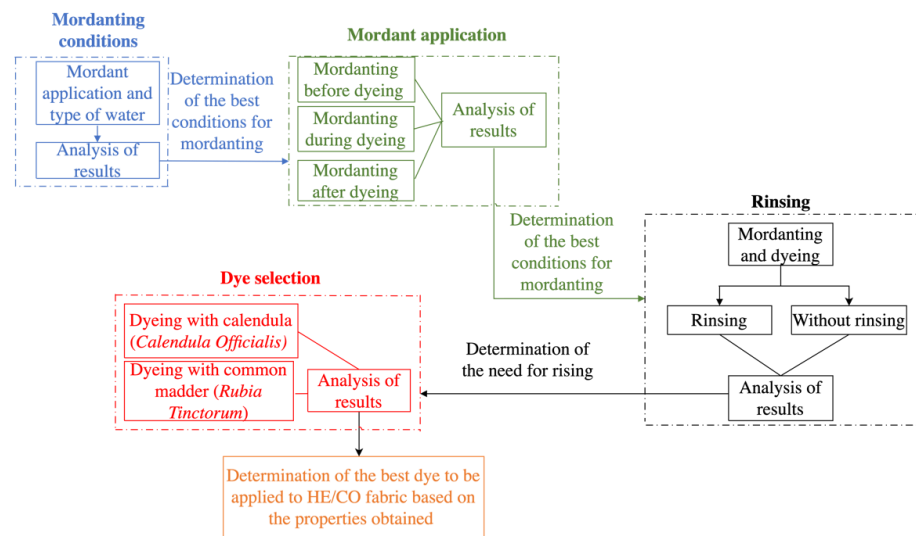 Mordanting
conditions
Mordant
application and
type of water
Analysis of
results
Determination
of the best
conditions for
mordanting
Mordant application
Mordanting
before dyeing
Mordanting
during dyeing
Mordanting
after dyeing
Analysis of
results
Determination
of the best
conditions for
mordanting
Rinsing
Mordanting
and dyeing
Rinsing
Without rinsing
Analysis of
results
Determination of
the need for rising
Dye selection
Dyeing with calendula
(Calendula Officialis)
Dyeing with common
madder (Rubia
Tinctorum)
Analysis of
results
Determination of the best dye to be
applied to HE/CO fabric based on
the properties obtained